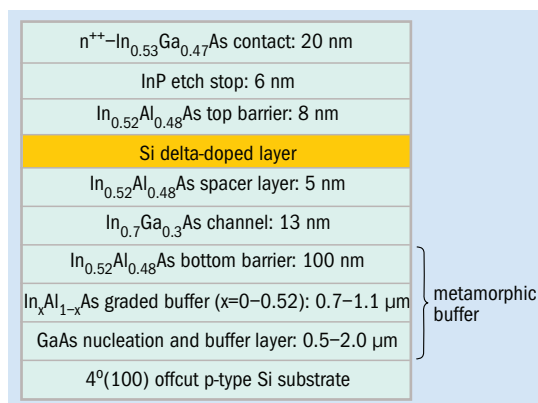 n⁺⁺–In₀.₅₃Ga₀.₄₇As contact: 20 nm
InP etch stop: 6 nm
In₀.₅₂Al₀.₄₈As top barrier: 8 nm
Si delta-doped layer
In₀.₅₂Al₀.₄₈As spacer layer: 5 nm
In₀.₇Ga₀.₃As channel: 13 nm
In₀.₅₂Al₀.₄₈As bottom barrier: 100 nm
InₓAl₁₋ₓAs graded buffer (x=0–0.52): 0.7–1.1 µm
GaAs nucleation and buffer layer: 0.5–2.0 µm
4⁰(100) offcut p-type Si substrate
metamorphic
buffer